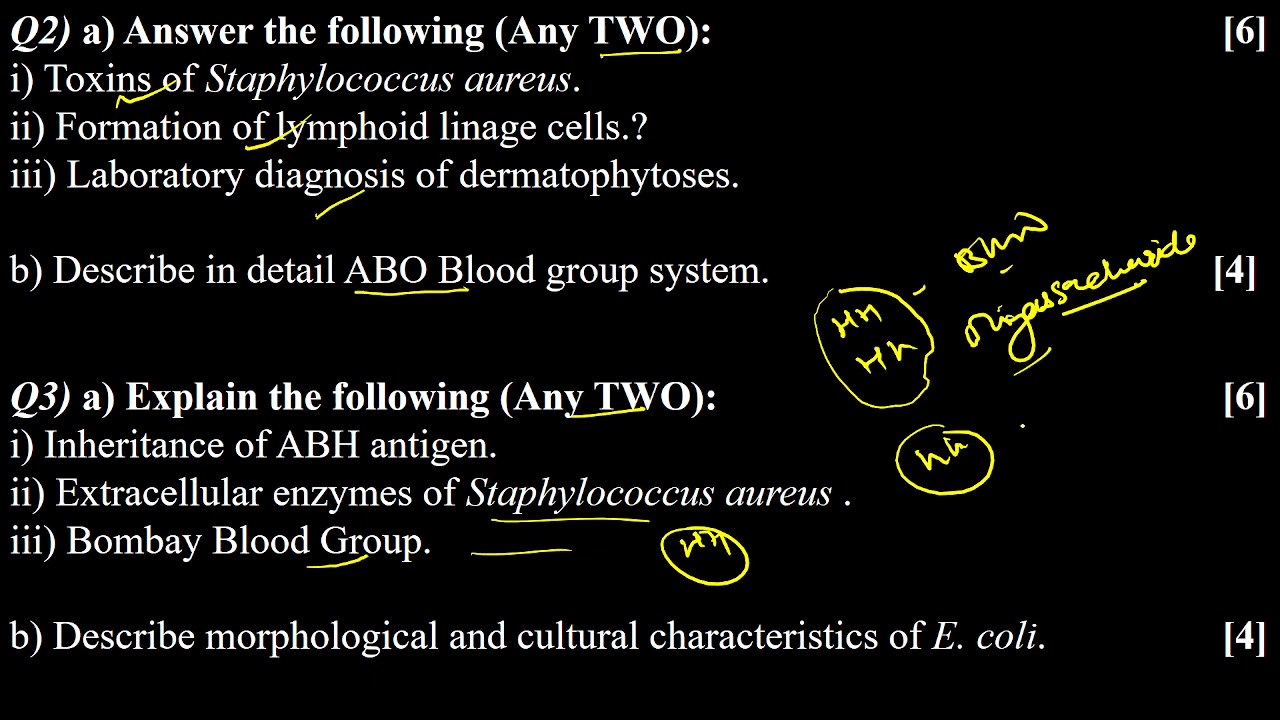 Q2) a) Answer the following (Any TWO): [6]
i) Toxins of Staphylococcus aureus.
ii) Formation of lymphoid linage cells.?
iii) Laboratory diagnosis of dermatophytoses.
b) Describe in detail ABO Blood group system. [4]
HH
Hh
oligosaccharide
Q3) a) Explain the following (Any TWO): [6]
i) Inheritance of ABH antigen.
hh
ii) Extracellular enzymes of Staphylococcus aureus .
iii) Bombay Blood Group.
HH
b) Describe morphological and cultural characteristics of E. coli. [4]